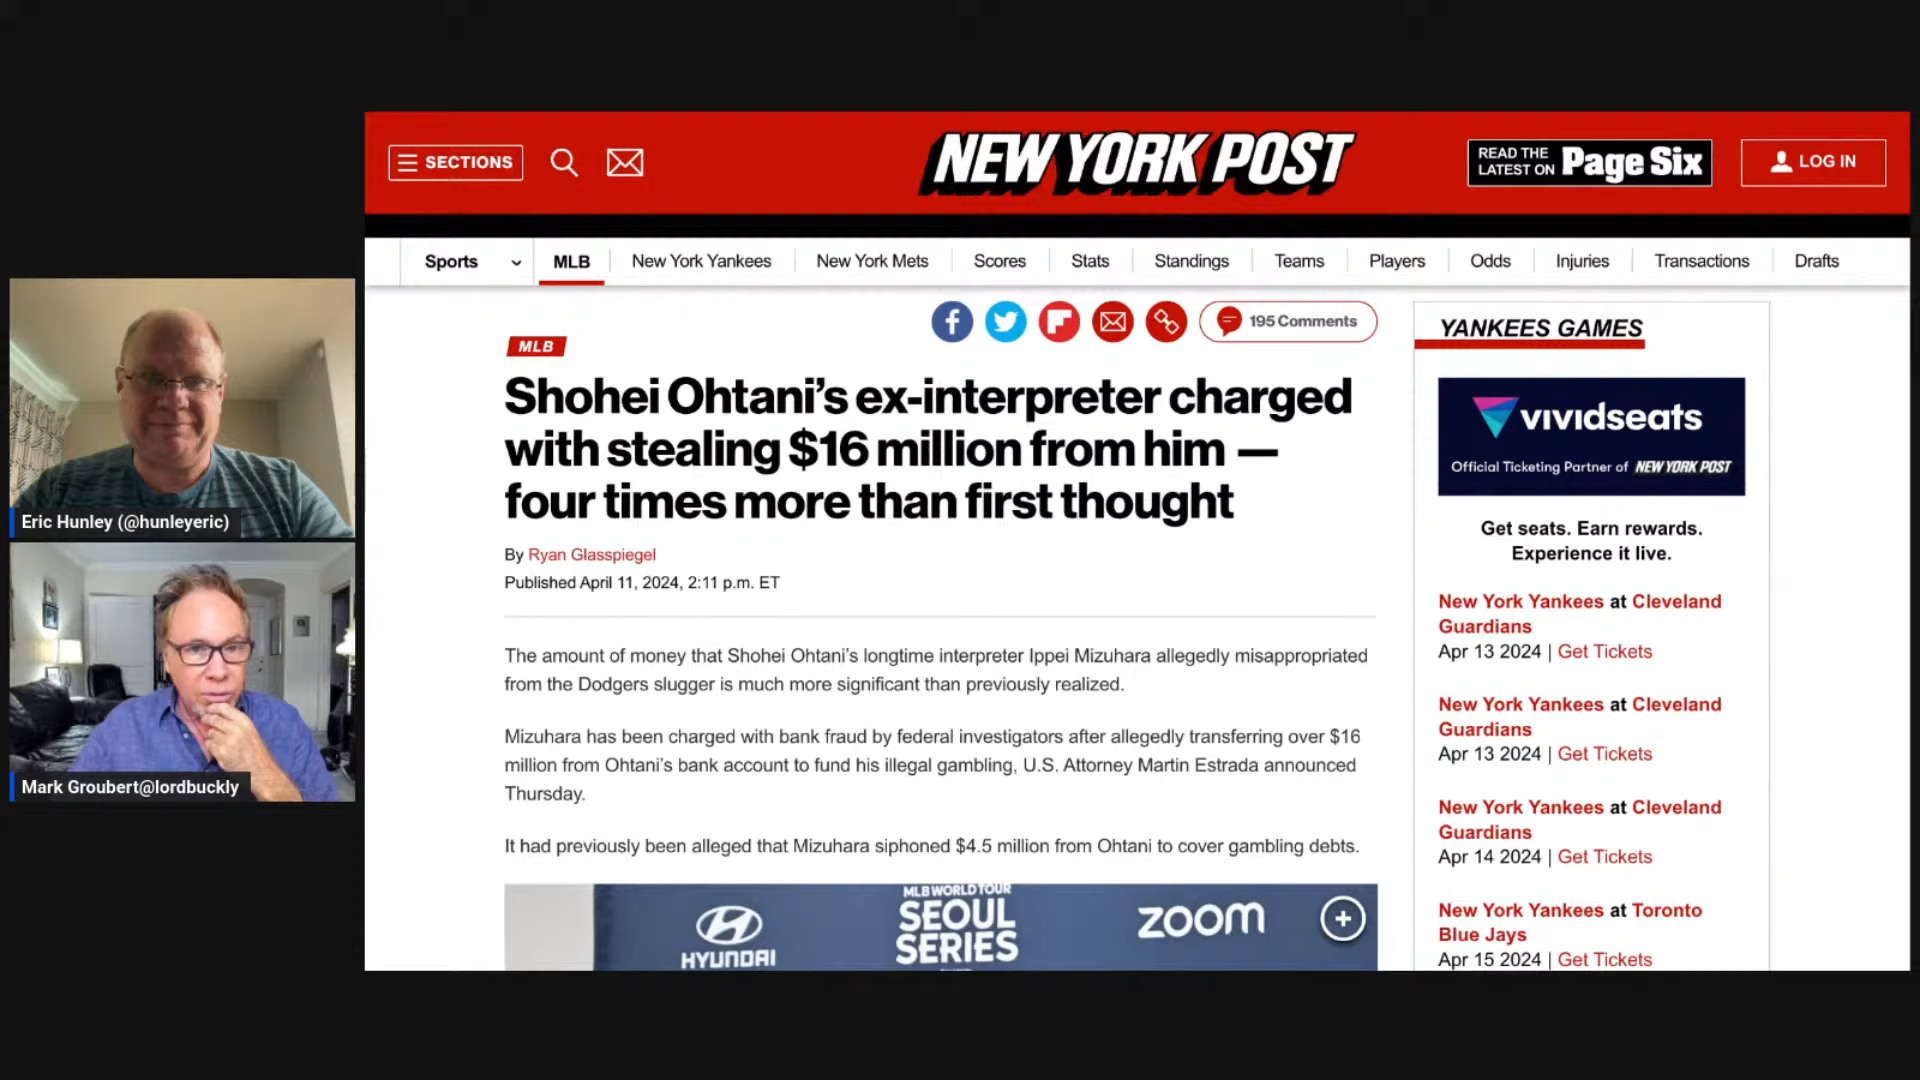 SECTIONS
NEW YORK POST
READ THE
LATEST ON
Page Six
LOG IN
Sports
MLB
New York Yankees
New York Mets
Scores
Stats
Standings
Teams
Players
Odds
Injuries
Transactions
Drafts
195 Comments
MLB
Shohei Ohtani's ex-interpreter charged
with stealing $16 million from him —
four times more than first thought
By Ryan Glasspiegel
Published April 11, 2024, 2:11 p.m. ET
The amount of money that Shohei Ohtani's longtime interpreter Ippei Mizuhara allegedly misappropriated
from the Dodgers slugger is much more significant than previously realized.
Mizuhara has been charged with bank fraud by federal investigators after allegedly transferring over $16
million from Ohtani's bank account to fund his illegal gambling, U.S. Attorney Martin Estrada announced
Thursday.
It had previously been alleged that Mizuhara siphoned $4.5 million from Ohtani to cover gambling debts.
HYUNDAI
MLB WORLD TOUR
SEOUL
SERIES
zoom
YANKEES GAMES
vividseats
Official Ticketing Partner of NEW YORK POST
Get seats. Earn rewards.
Experience it live.
New York Yankees at Cleveland
Guardians
Apr 13 2024 | Get Tickets
New York Yankees at Cleveland
Guardians
Apr 13 2024 | Get Tickets
New York Yankees at Cleveland
Guardians
Apr 14 2024 | Get Tickets
New York Yankees at Toronto
Blue Jays
Apr 15 2024 | Get Tickets
Eric Hunley (@hunleyeric)
Mark Groubert@lordbuckly